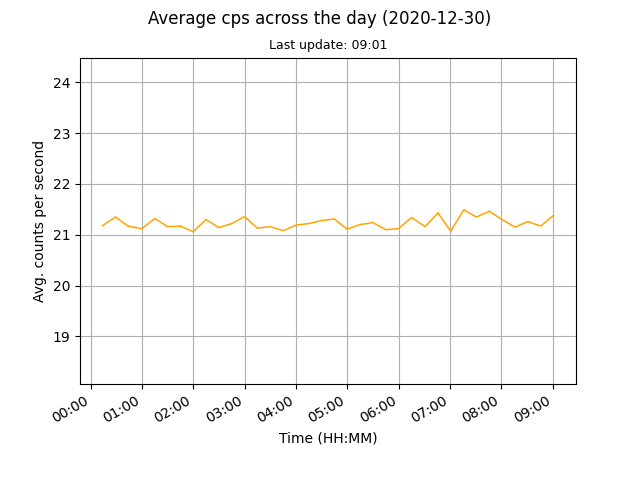 Average cps across the day (2020-12-30)
Last update: 09:01
24
23
22
21
20
19
Avg. counts per second
00:00 01:00 02:00 03:00 04:00 05:00 06:00 07:00 08:00 09:00
Time (HH:MM)